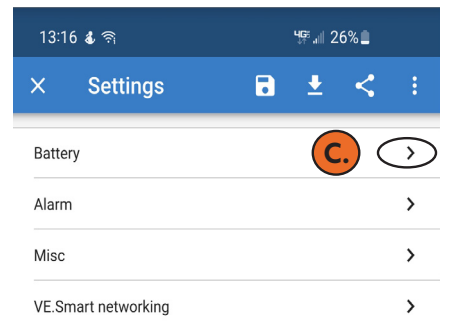 13:16 4G 26%
Settings
Battery C.
Alarm
Misc
VE.Smart networking